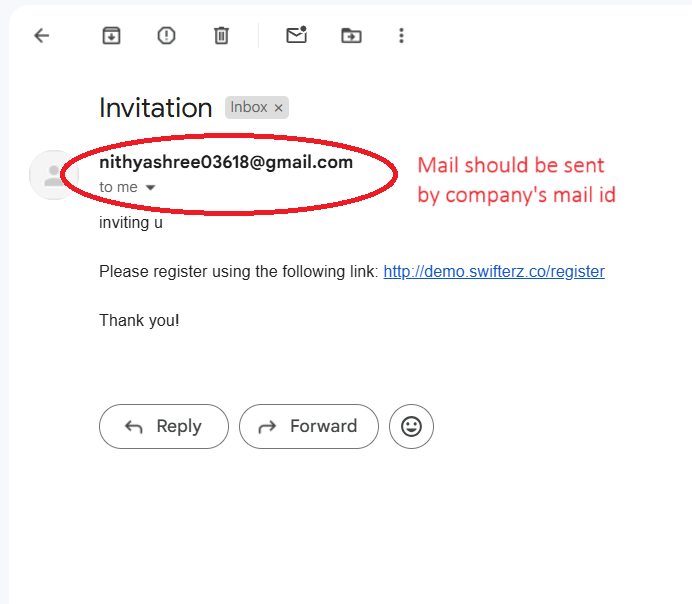 Invitation Inbox ×
nithyashree03618@gmail.com
to me
Mail should be sent
by company's mail id
inviting u
Please register using the following link: http://demo.swifterz.co/register
Thank you!
Reply Forward